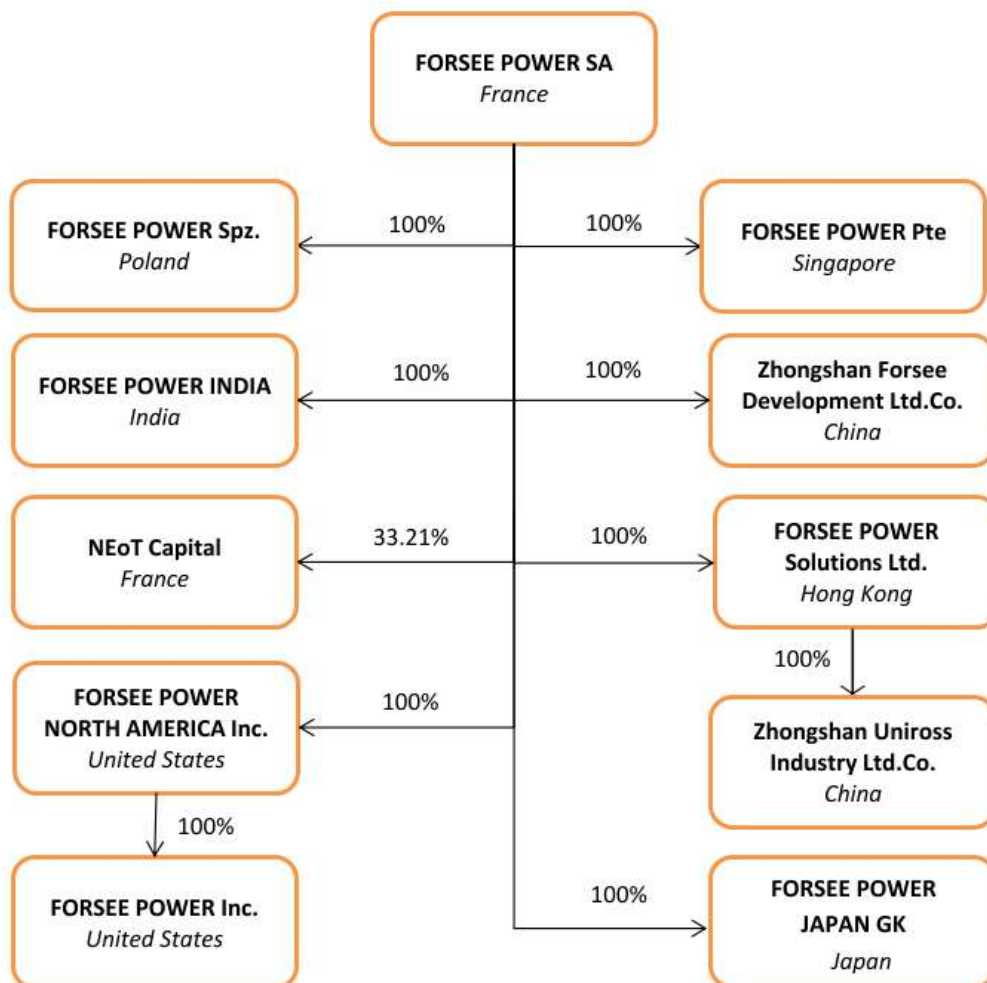 FORSEE POWER SA
France
100%
100%
FORSEE POWER Spz.
Poland
FORSEE POWER Pte
Singapore
100%
100%
FORSEE POWER INDIA
India
Zhongshan Forsee
Development Ltd.Co.
China
33.21%
100%
NEoT Capital
France
FORSEE POWER
Solutions Ltd.
Hong Kong
100%
100%
FORSEE POWER
NORTH AMERICA Inc.
United States
Zhongshan Uniross
Industry Ltd.Co.
China
100%
100%
FORSEE POWER Inc.
United States
FORSEE POWER
JAPAN GK
Japan